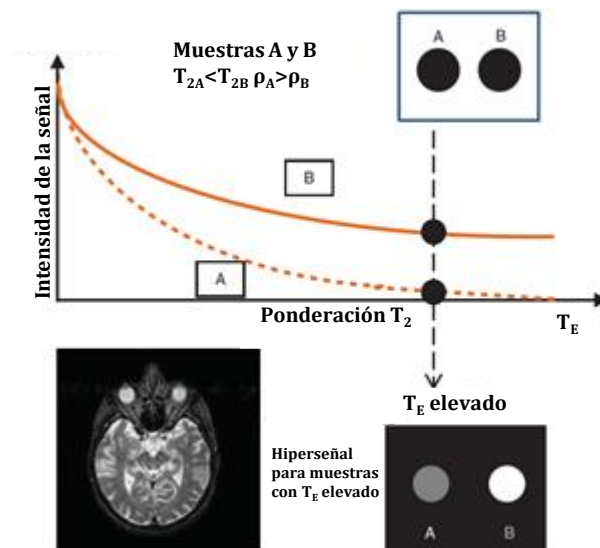 Muestras A y B
T₂A<T₂B ρA>ρB
A B
Intensidad de la señal
B
A
Ponderación T₂
TE
TE elevado
Hiperseñal
para muestras
con TE elevado
A B